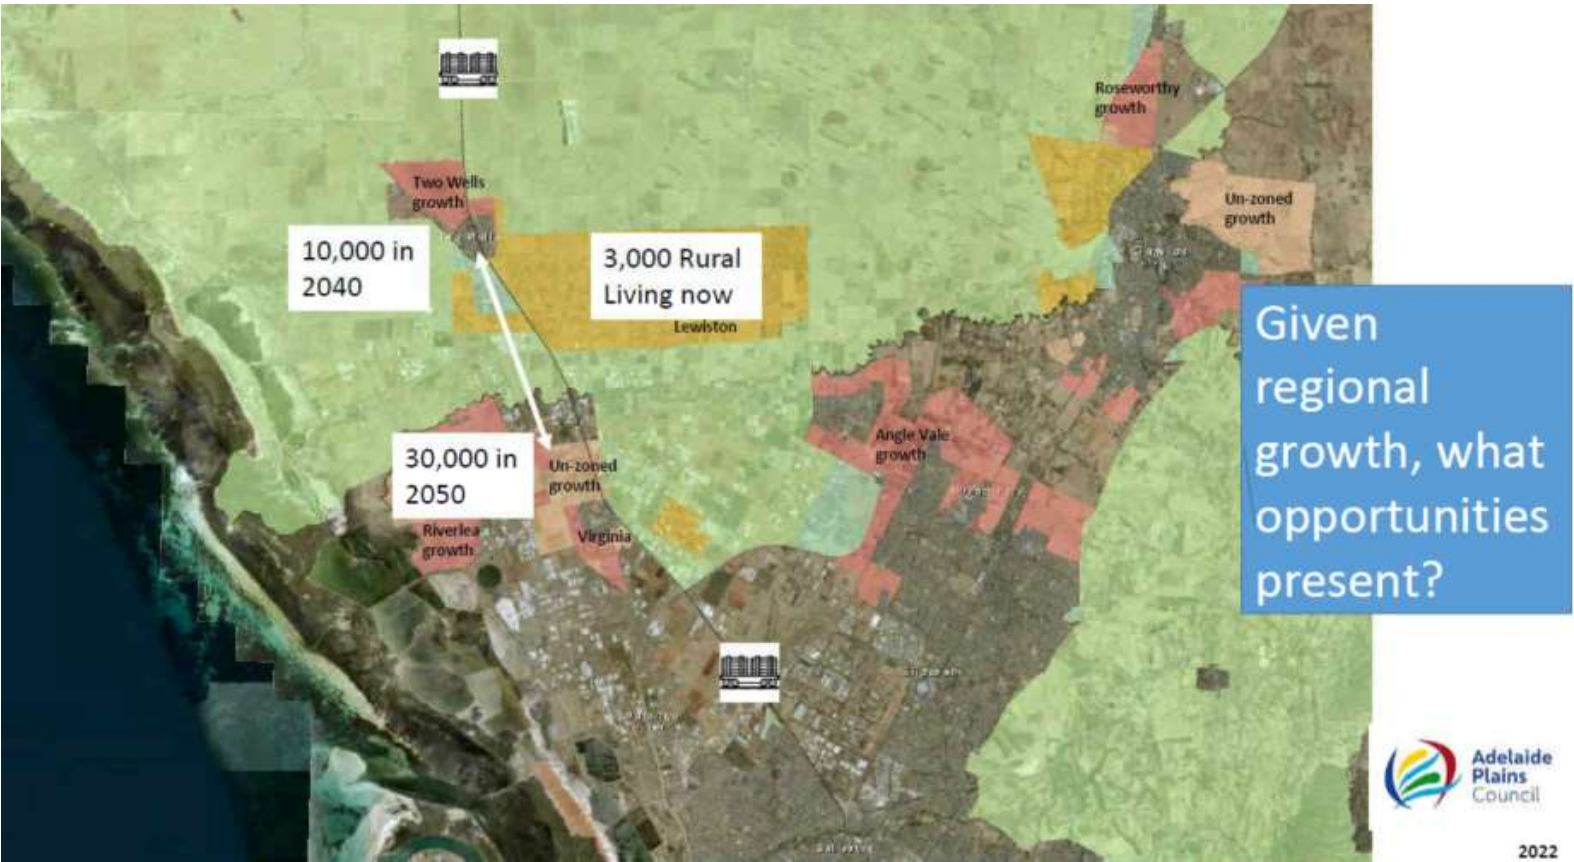 Roseworthy
growth
Two Wells
growth
Un-zoned
growth
10,000 in
2040
3,000 Rural
Living now
Lewiston
Given
regional
growth, what
opportunities
present?
Angle Vale
growth
30,000 in
2050
Un-zoned
growth
Riverlea
growth
Virginia
Adelaide
Plains
Council
2022